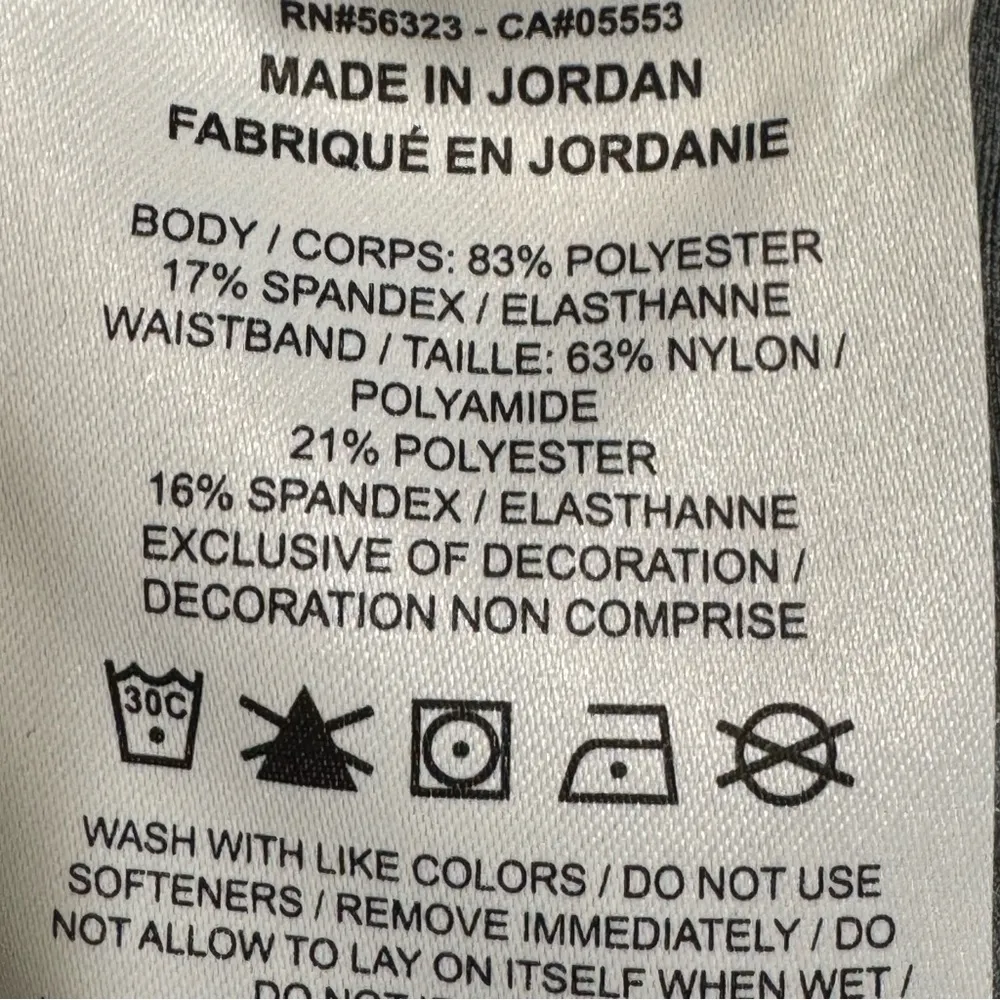 RN#56323 - CA#05553
MADE IN JORDAN
FABRIQUÉ EN JORDANIE
BODY / CORPS: 83% POLYESTER
17% SPANDEX / ELASTHANNE
WAISTBAND / TAILLE: 63% NYLON /
POLYAMIDE
21% POLYESTER
16% SPANDEX / ELASTHANNE
EXCLUSIVE OF DECORATION /
DECORATION NON COMPRISE
30C
WASH WITH LIKE COLORS / DO NOT USE
SOFTENERS / REMOVE IMMEDIATELY / DO
NOT ALLOW TO LAY ON ITSELF WHEN WET /
DO NOT